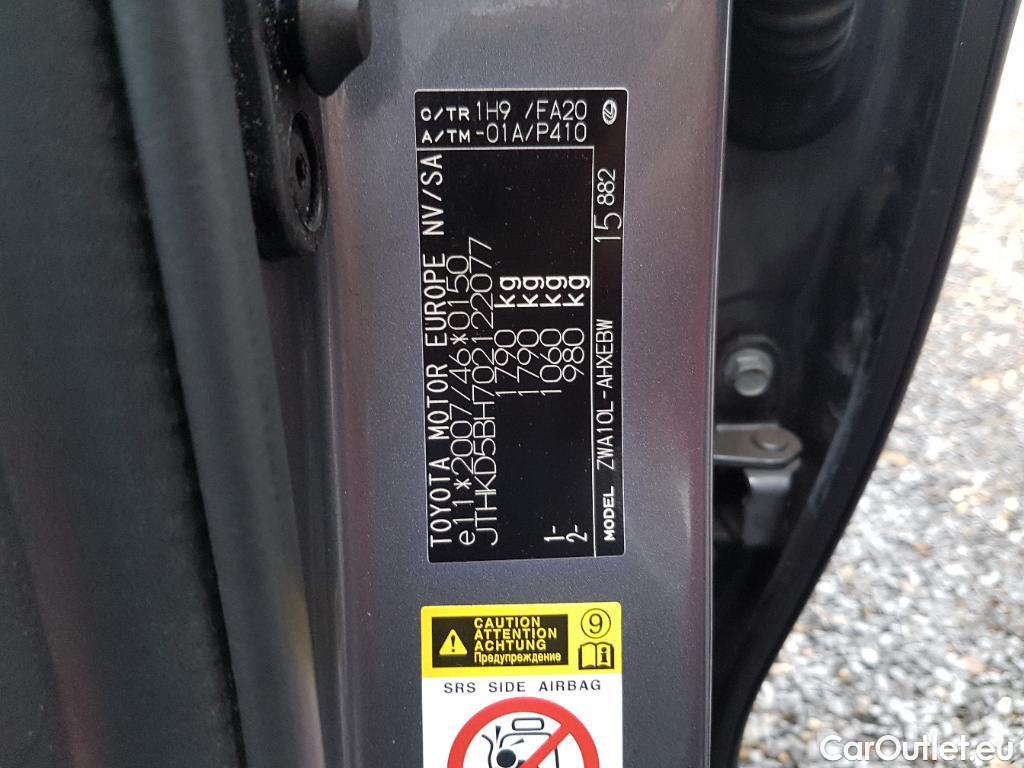 C/TR 1H9 /FA20
A/TM -01A/P410
TOYOTA MOTOR EUROPE NV/SA
e11*2007/46*0150
JTHKD5BH702122077
1790 kg
1790 kg
1- 1060 kg
2- 980 kg
MODEL ZWA10L-AHXEBW 15 882
CAUTION
ATTENTION
ACHTUNG
Предупреждение
9
SRS SIDE AIRBAG
CarOutlet.eu